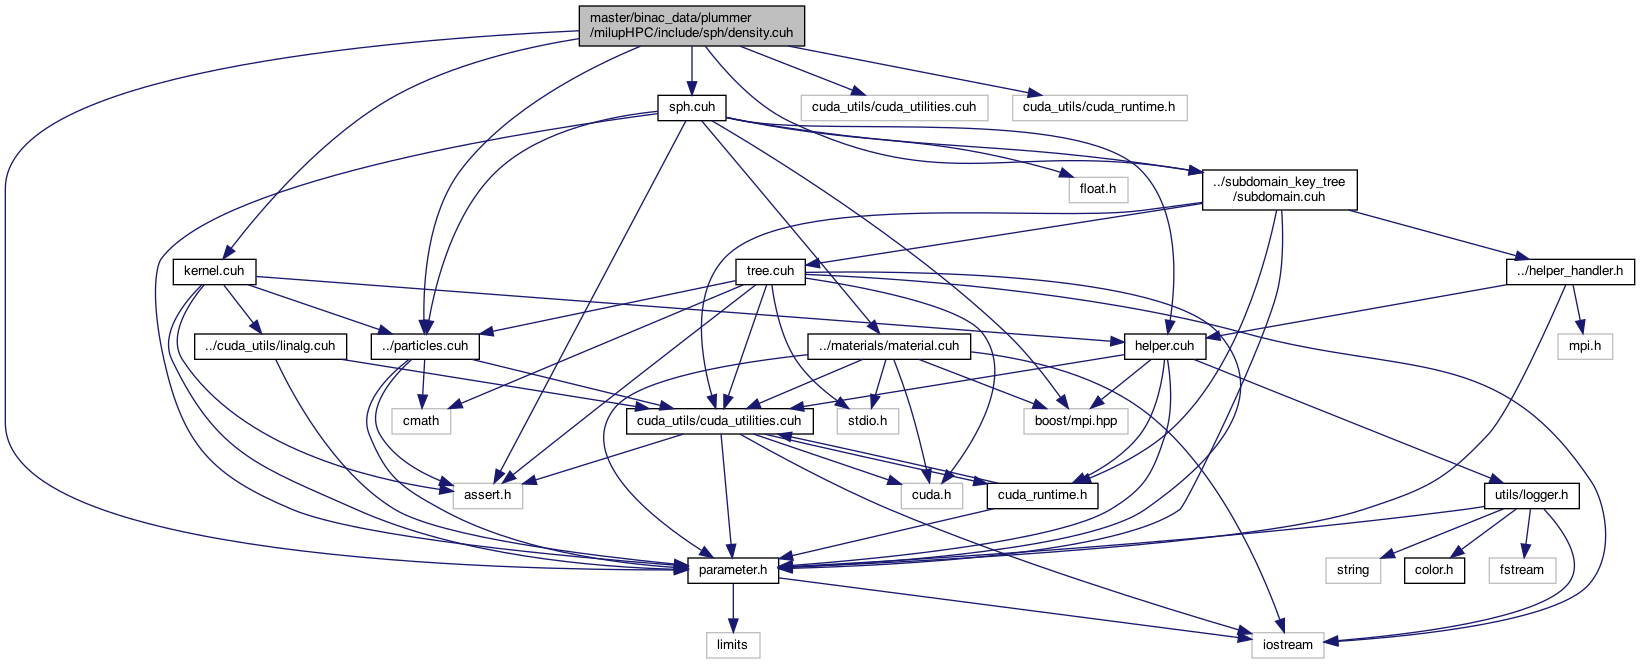 master/binac_data/plummer
/milupHPC/include/sph/density.cuh
sph.cuh
cuda_utils/cuda_utilities.cuh
cuda_utils/cuda_runtime.h
float.h
../subdomain_key_tree
/subdomain.cuh
kernel.cuh
tree.cuh
../helper_handler.h
../cuda_utils/linalg.cuh
../particles.cuh
../materials/material.cuh
helper.cuh
mpi.h
cmath
cuda_utils/cuda_utilities.cuh
stdio.h
boost/mpi.hpp
assert.h
cuda.h
cuda_runtime.h
utils/logger.h
parameter.h
string
color.h
fstream
limits
iostream